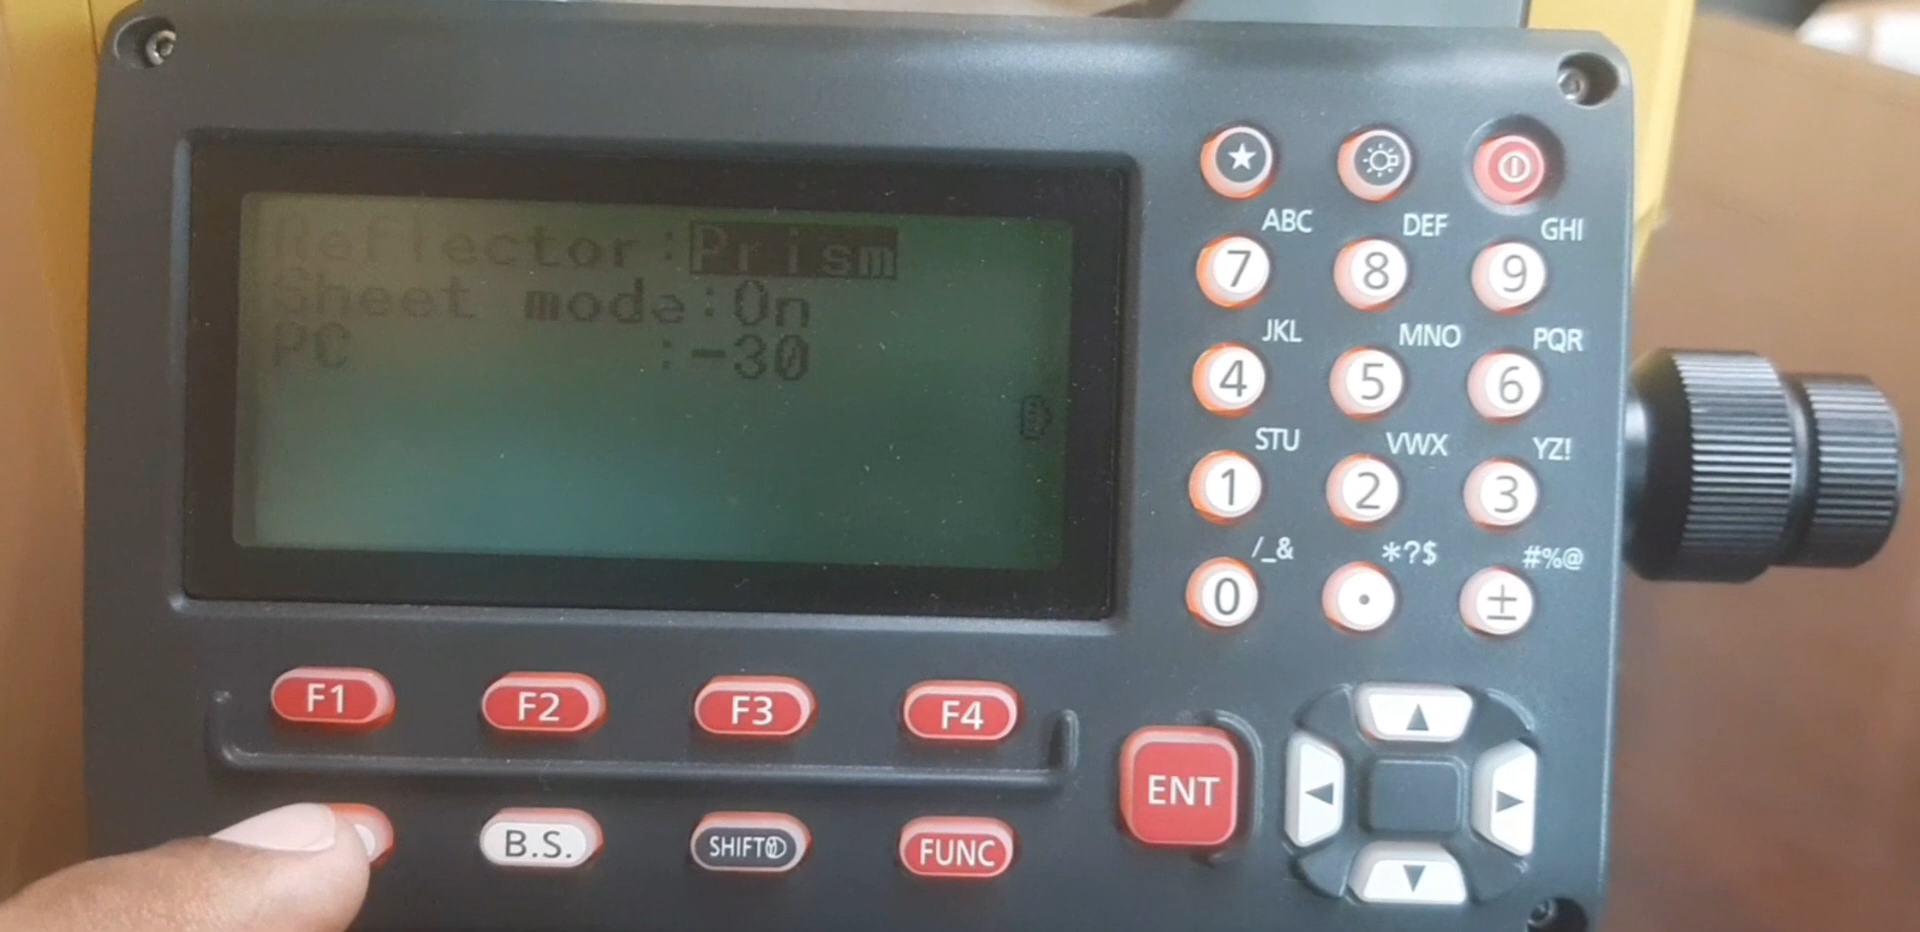 Reflector:Prism
Sheet mode:On
PC :-30
ABC DEF GHI
7 8 9
JKL MNO PQR
4 5 6
STU VWX YZ!
1 2 3
/_& *?$ #%@
0 . ±
F1 F2 F3 F4
ENT
B.S. SHIFT FUNC